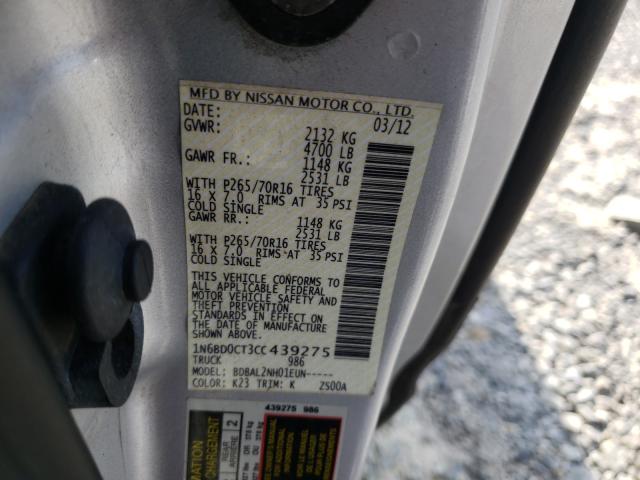 MFD BY NISSAN MOTOR CO., LTD.
DATE: 03/12
GVWR: 2132 KG
4700 LB
GAWR FR.: 1148 KG
2531 LB
WITH P265/70R16 TIRES
16 X 7.0 RIMS AT 35 PSI
COLD SINGLE
GAWR RR.: 1148 KG
2531 LB
WITH P265/70R16 TIRES
16 X 7.0 RIMS AT 35 PSI
COLD SINGLE
THIS VEHICLE CONFORMS TO
ALL APPLICABLE FEDERAL
MOTOR VEHICLE SAFETY AND
THEFT PREVENTION
STANDARDS IN EFFECT ON
THE DATE OF MANUFACTURE
SHOWN ABOVE.
1N6BD0CT3CC439275
TRUCK 986
MODEL: BDBAL2NH01EUN-----
COLOR: K23 TRIM: K ZS00A
439275 986
REAR 2